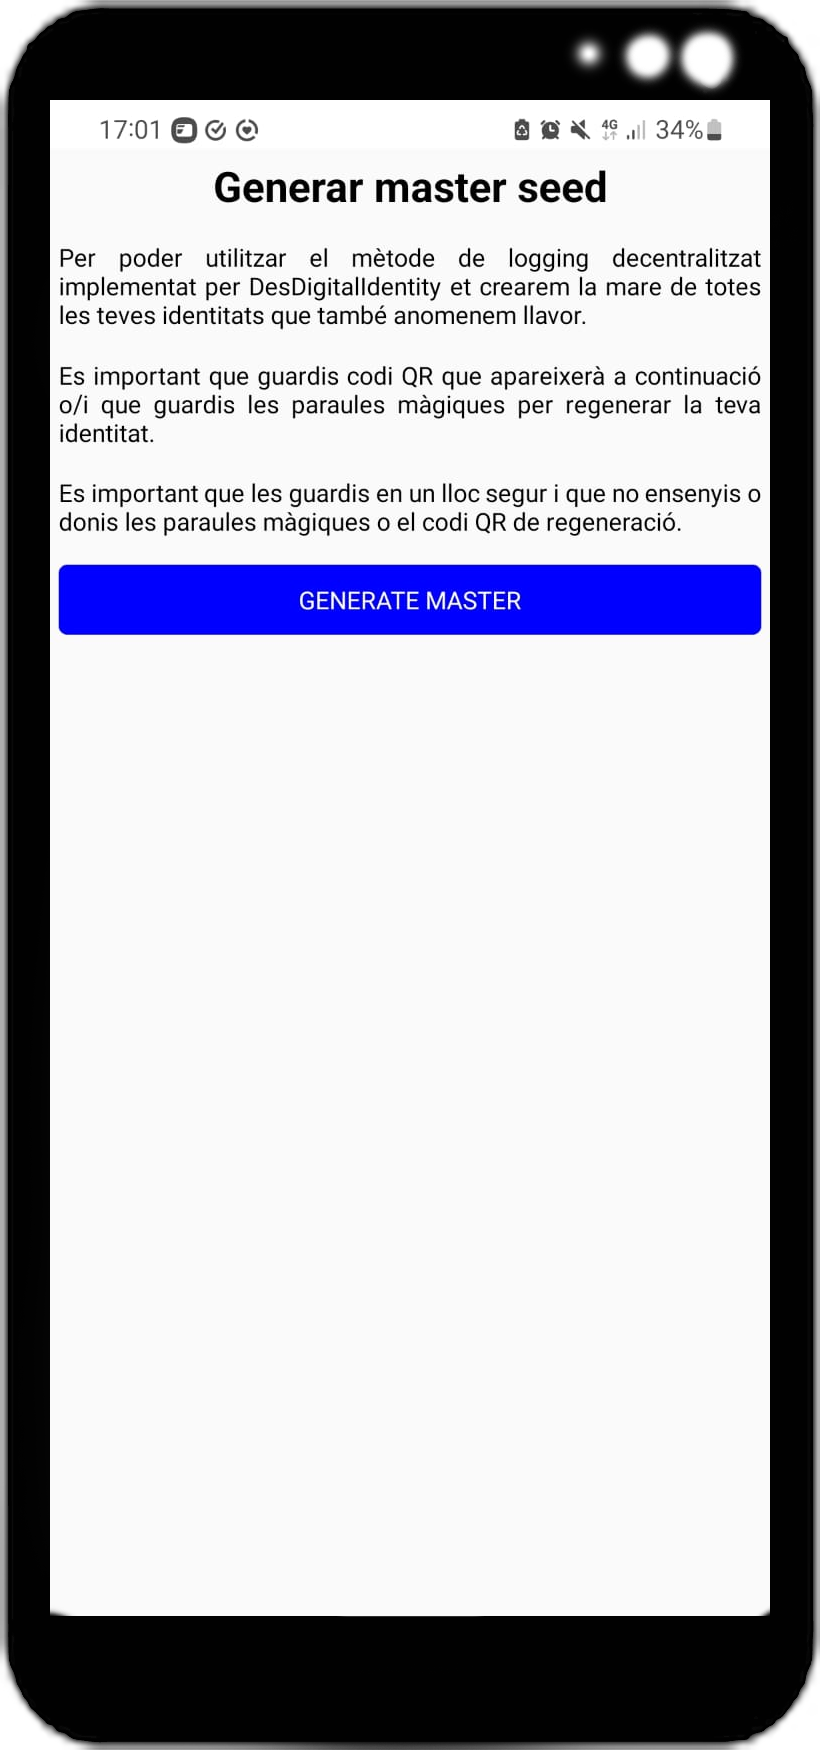 17:01 4G 34%
Generar master seed
Per poder utilitzar el mètode de logging decentralitzat
implementat per DesDigitalIdentity et crearem la mare de totes
les teves identitats que també anomenem llavor.
Es important que guardis codi QR que apareixerà a continuació
o/i que guardis les paraules màgiques per regenerar la teva
identitat.
Es important que les guardis en un lloc segur i que no ensenyis o
donis les paraules màgiques o el codi QR de regeneració.
GENERATE MASTER